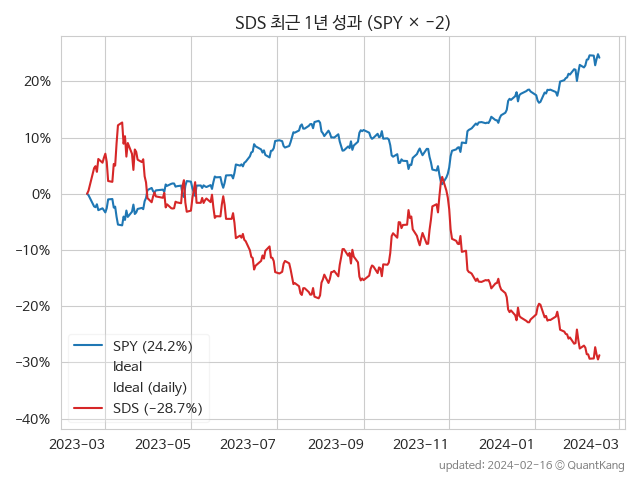 SDS 최근 1년 성과 (SPY × −2)
20%
10%
0%
−10%
−20%
−30%
−40%
SPY (24.2%)
Ideal
Ideal (daily)
SDS (−28.7%)
2023−03
2023−05
2023−07
2023−09
2023−11
2024−01
2024−03
updated: 2024-02-16 © QuantKang